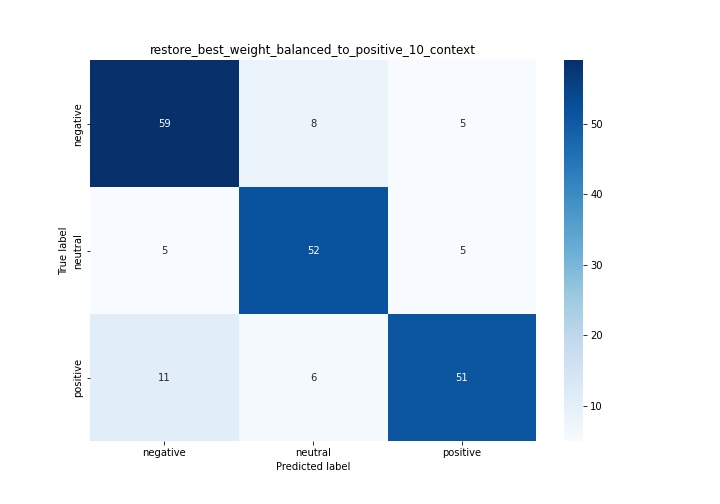 restore_best_weight_balanced_to_positive_10_context
negative 59 8 5
50
40
True label
neutral 5 52 5
30
20
positive 11 6 51
10
negative neutral positive
Predicted label